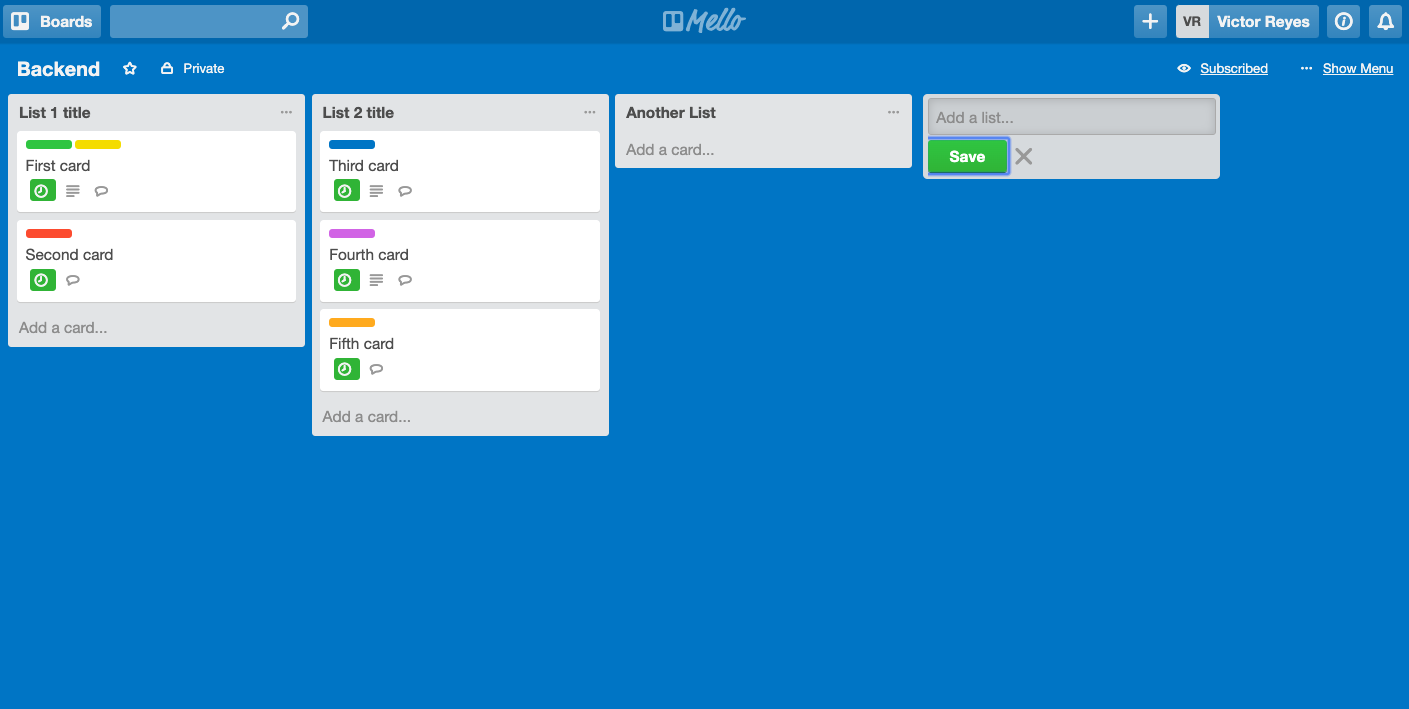 Boards
Mello
VR Victor Reyes
Backend
Private
Subscribed
Show Menu
List 1 title
First card
Second card
Add a card...
List 2 title
Third card
Fourth card
Fifth card
Add a card...
Another List
Add a card...
Add a list...
Save